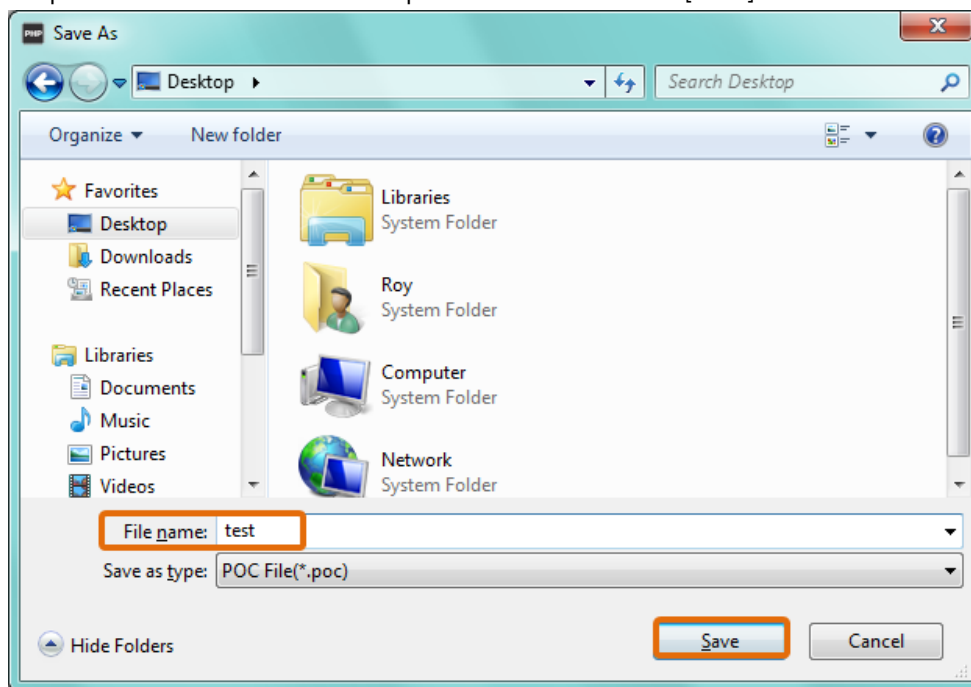 PHP Save As
Desktop
Search Desktop
Organize New folder
Favorites
Desktop
Downloads
Recent Places
Libraries
Documents
Music
Pictures
Videos
Libraries
System Folder
Roy
System Folder
Computer
System Folder
Network
System Folder
File name: test
Save as type: POC File(*.poc)
Hide Folders
Save Cancel